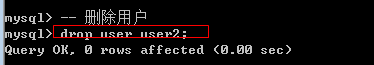 mysql> -- 删除用户
mysql> drop user user2;
Query OK, 0 rows affected (0.00 sec)